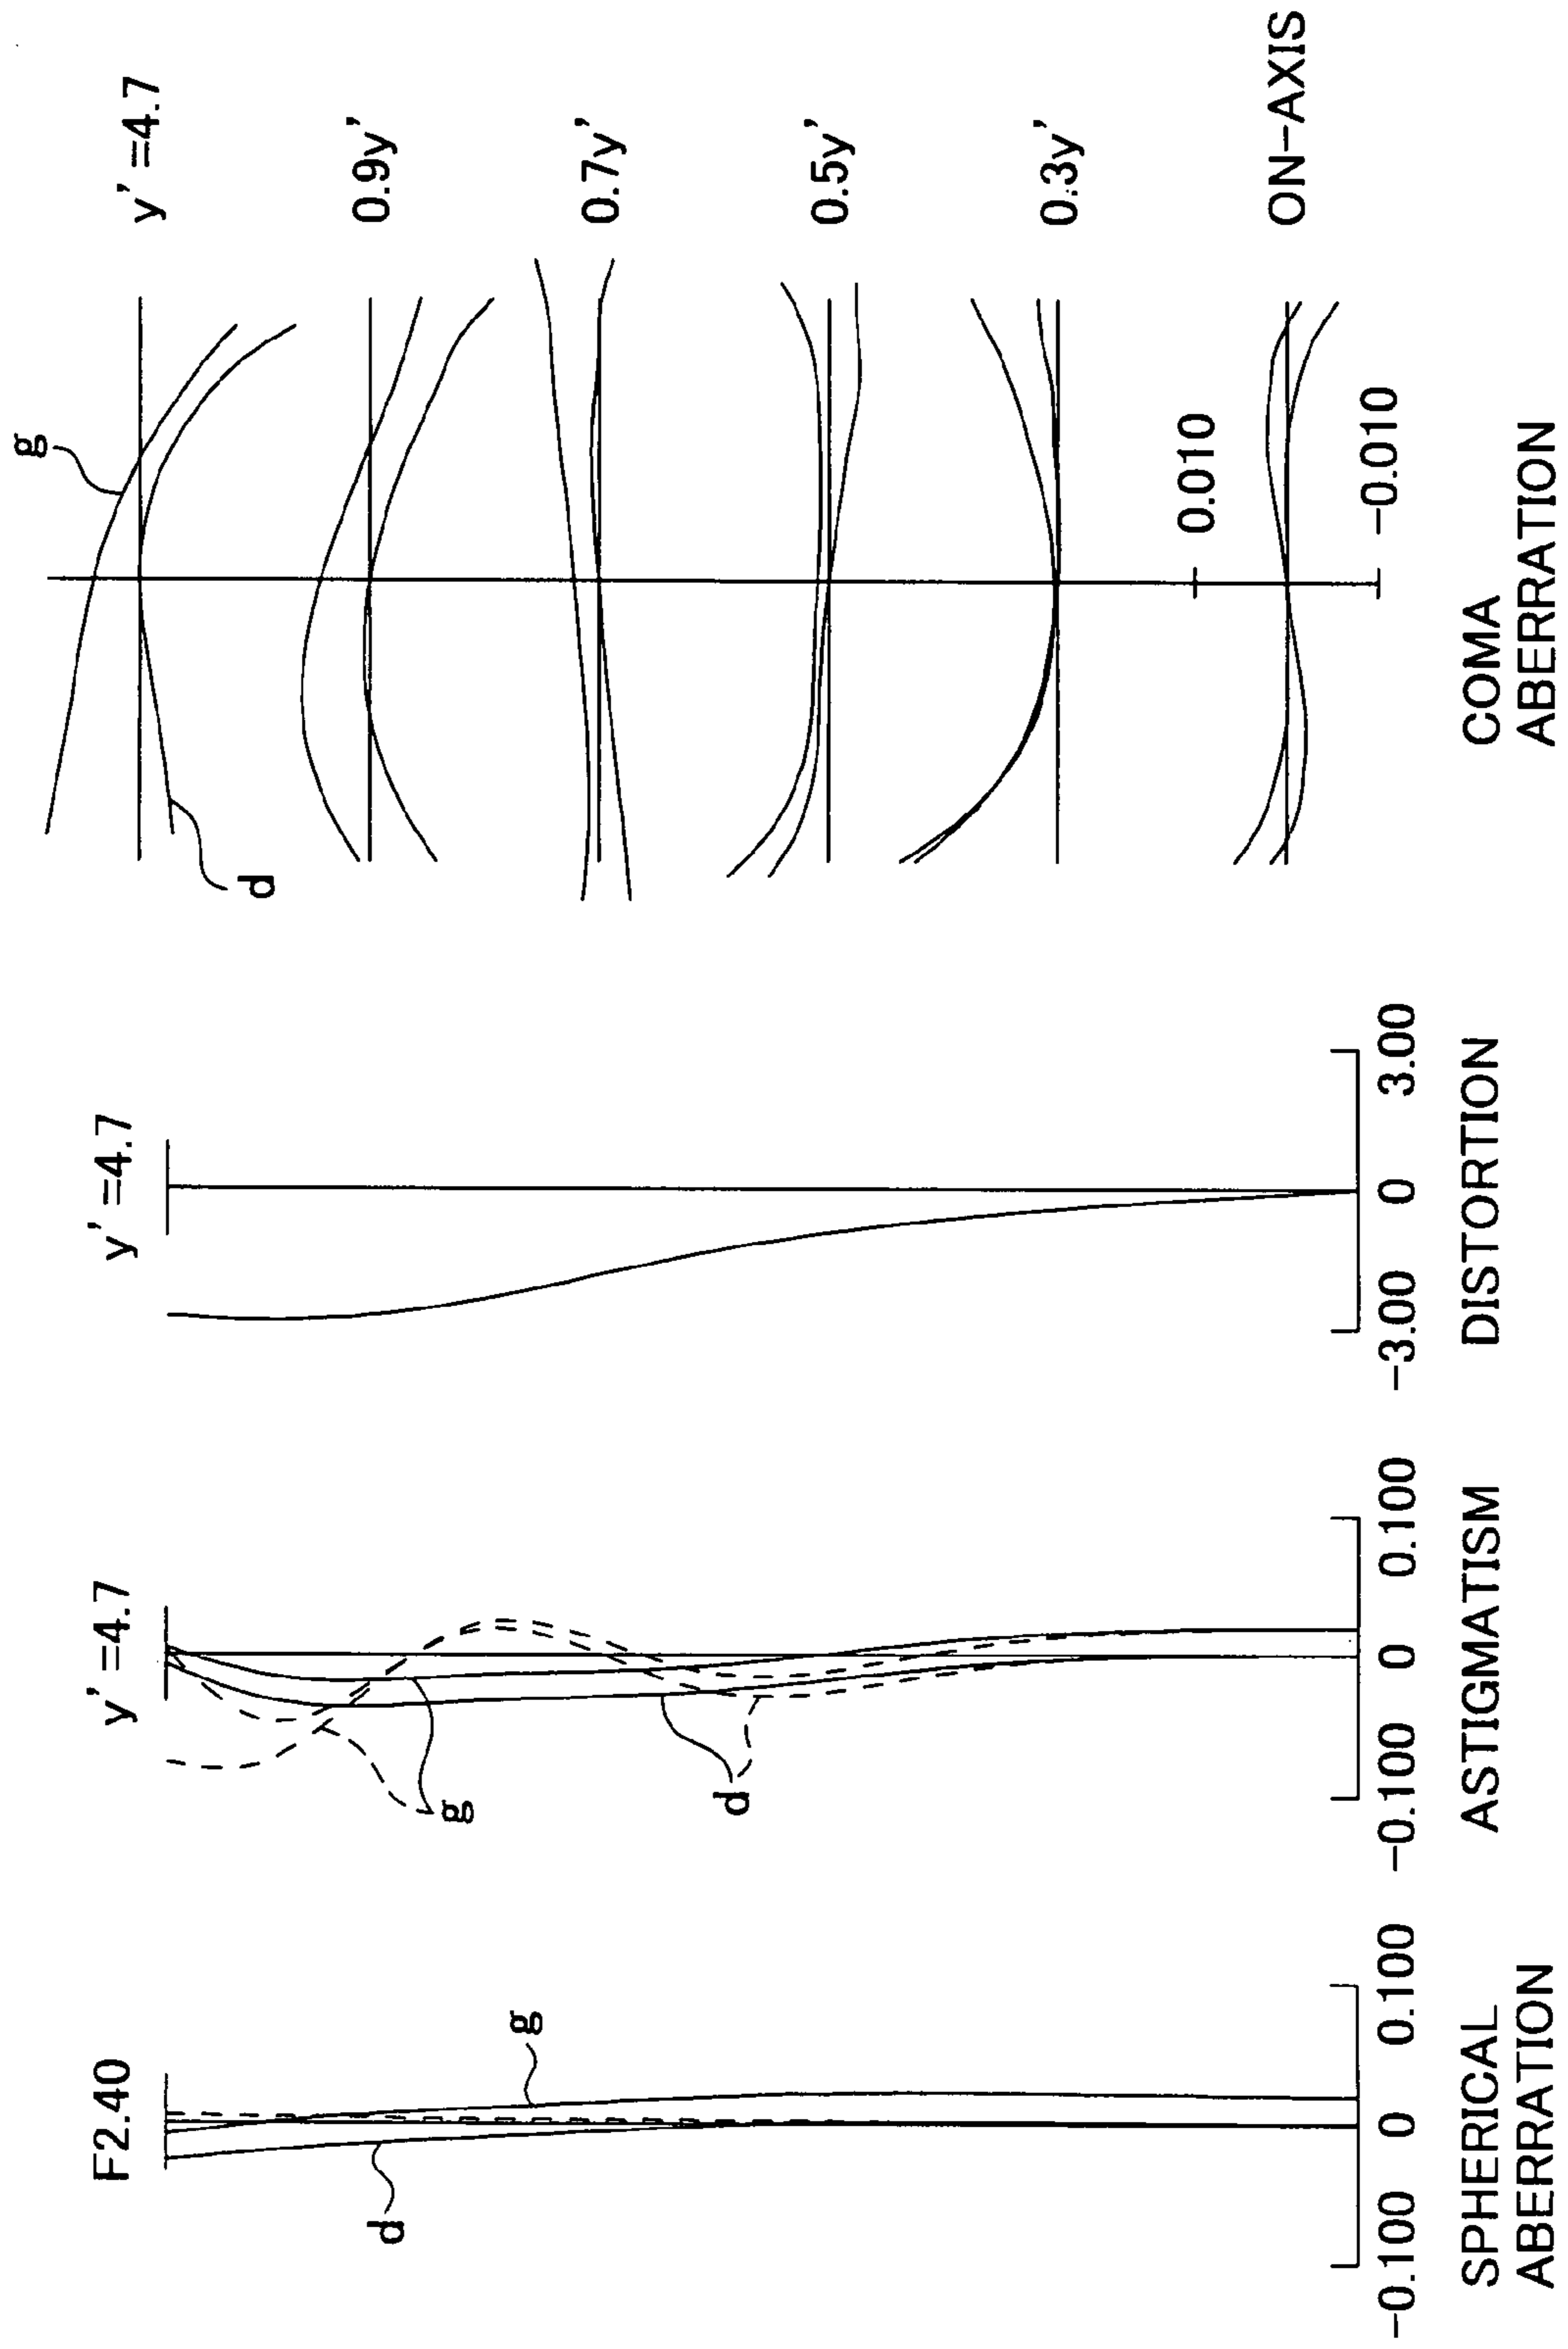 F2.40
g
d
-0.100 0 0.100
SPHERICAL
ABERRATION
y'=4.7
g
d
-0.100 0 0.100
ASTIGMATISM
y'=4.7
-3.00 0 3.00
DISTORTION
g
d
y'=4.7
0.9y'
0.7y'
0.5y'
0.3y'
0.010
ON-AXIS
-0.010
COMA
ABERRATION